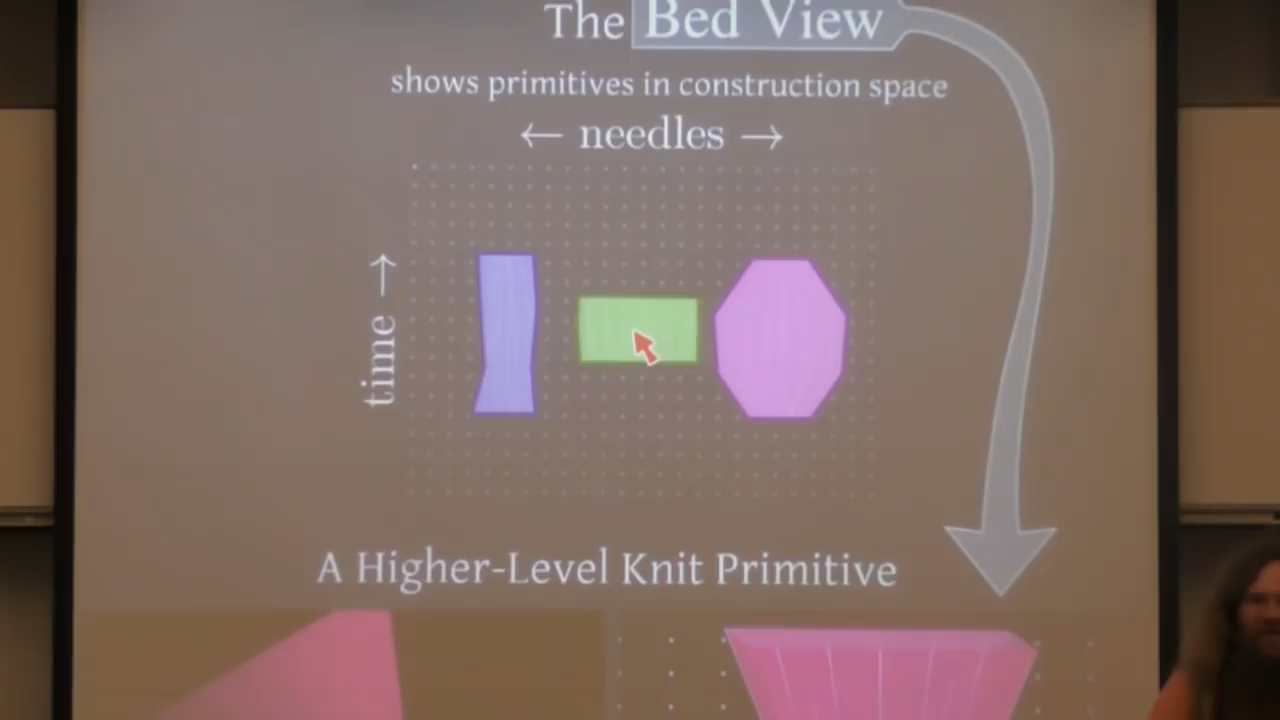 The Bed View
shows primitives in construction space
← needles →
time →
A Higher-Level Knit Primitive